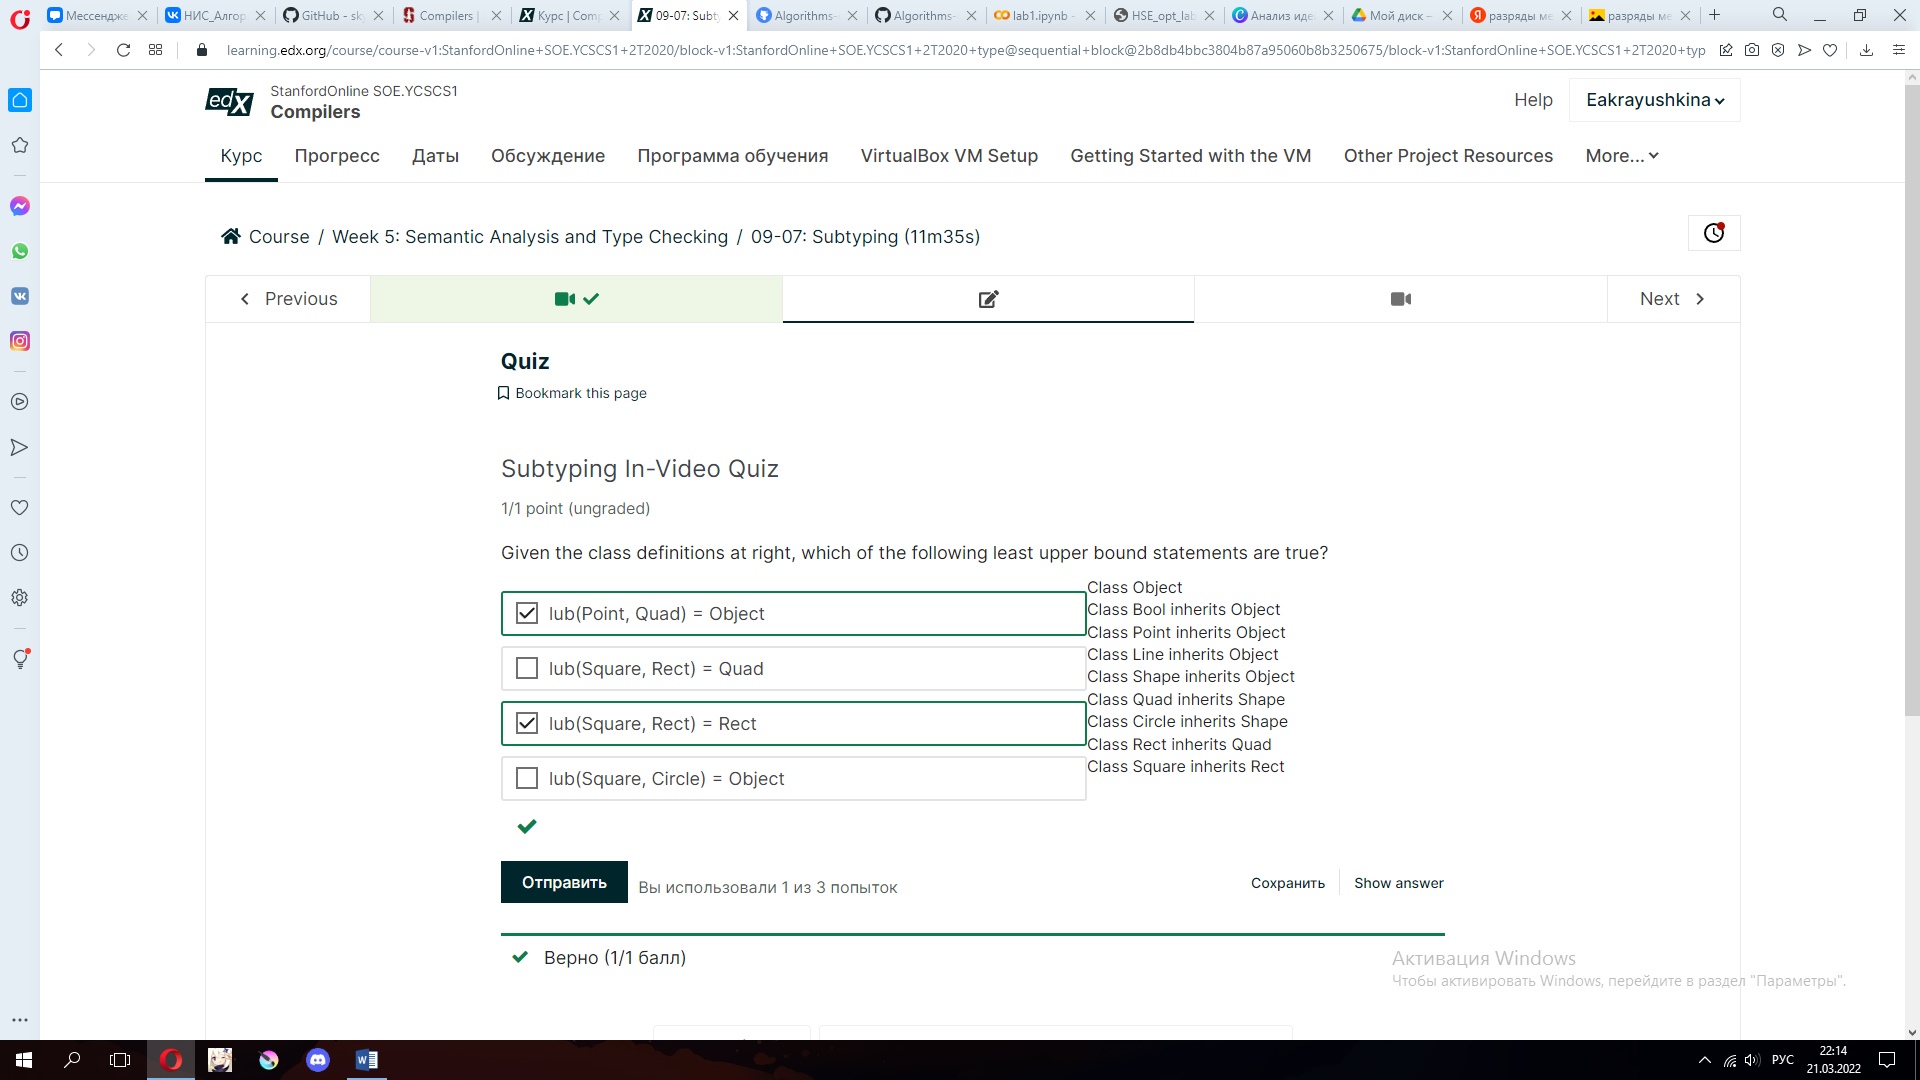 Мессендже
НИС_Алгор
GitHub - sky
Compilers |
Курс | Comp
09-07: Subty
Algorithms-
Algorithms-
lab1.ipynb -
HSE_opt_lab
Анализ иде
Мой диск –
разряды ме
разряды ме
learning.edx.org/course/course-v1:StanfordOnline+SOE.YCSCS1+2T2020/block-v1:StanfordOnline+SOE.YCSCS1+2T2020+type@sequential+block@2b8db4bbc3804b87a95060b8b3250675/block-v1:StanfordOnline+SOE.YCSCS1+2T2020+typ
edX
StanfordOnline SOE.YCSCS1
Compilers
Help
Eakrayushkina
Курс Прогресс Даты Обсуждение Программа обучения VirtualBox VM Setup Getting Started with the VM Other Project Resources More...
Course / Week 5: Semantic Analysis and Type Checking / 09-07: Subtyping (11m35s)
Previous
Next
Quiz
Bookmark this page
Subtyping In-Video Quiz
1/1 point (ungraded)
Given the class definitions at right, which of the following least upper bound statements are true?
lub(Point, Quad) = Object
lub(Square, Rect) = Quad
lub(Square, Rect) = Rect
lub(Square, Circle) = Object
Class Object
Class Bool inherits Object
Class Point inherits Object
Class Line inherits Object
Class Shape inherits Object
Class Quad inherits Shape
Class Circle inherits Shape
Class Rect inherits Quad
Class Square inherits Rect
Отправить
Вы использовали 1 из 3 попыток
Сохранить
Show answer
Верно (1/1 балл)
Активация Windows
Чтобы активировать Windows, перейдите в раздел "Параметры".
РУС
22:14
21.03.2022